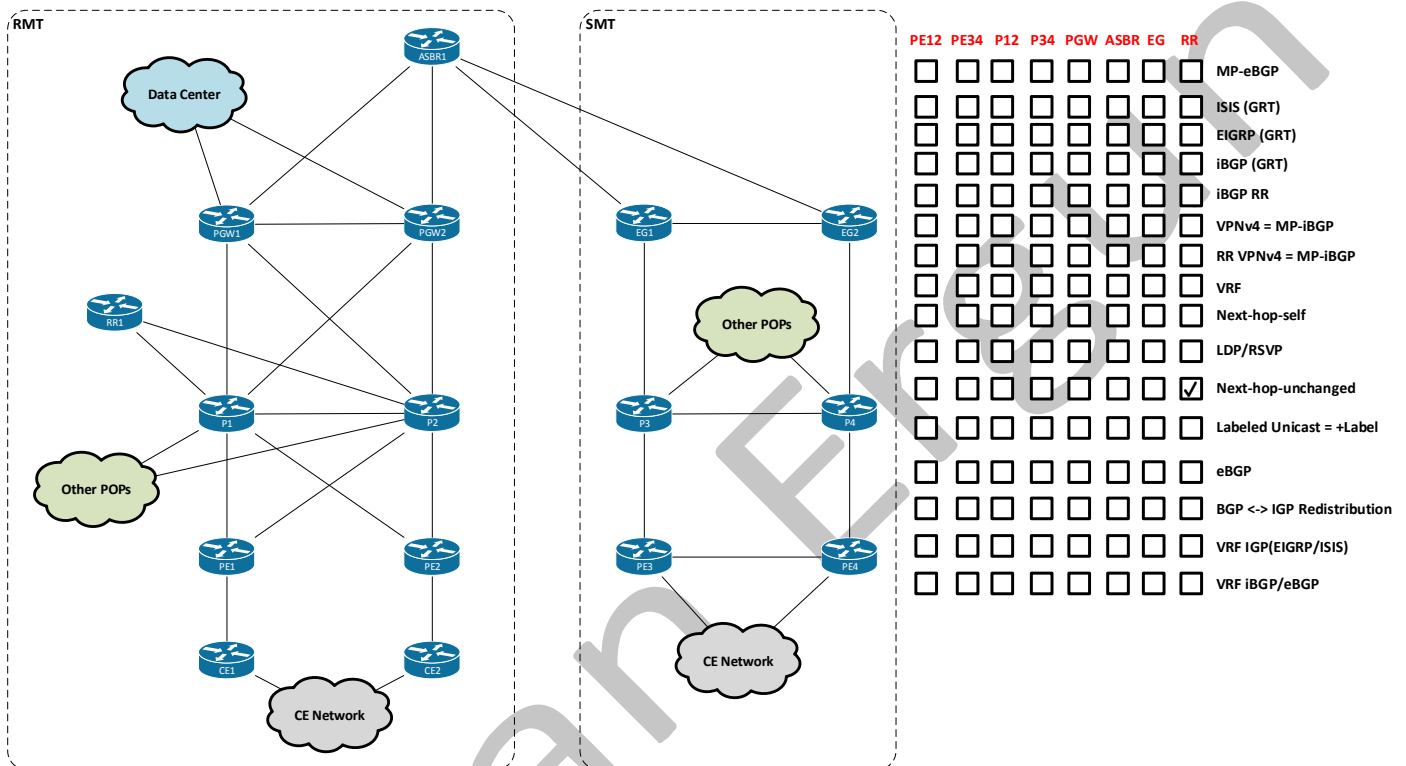 RMT
SMT
ASBR1
Data Center
PGW1
PGW2
EG1
EG2
RR1
Other POPs
P1
P2
P3
P4
Other POPs
PE1
PE2
PE3
PE4
CE1
CE2
CE Network
CE Network
PE12 PE34 P12 P34 PGW ASBR EG RR
MP-eBGP
ISIS (GRT)
EIGRP (GRT)
iBGP (GRT)
iBGP RR
VPNv4 = MP-iBGP
RR VPNv4 = MP-iBGP
VRF
Next-hop-self
LDP/RSVP
✓ Next-hop-unchanged
Labeled Unicast = +Label
eBGP
BGP <-> IGP Redistribution
VRF IGP(EIGRP/ISIS)
VRF iBGP/eBGP
an Ergun